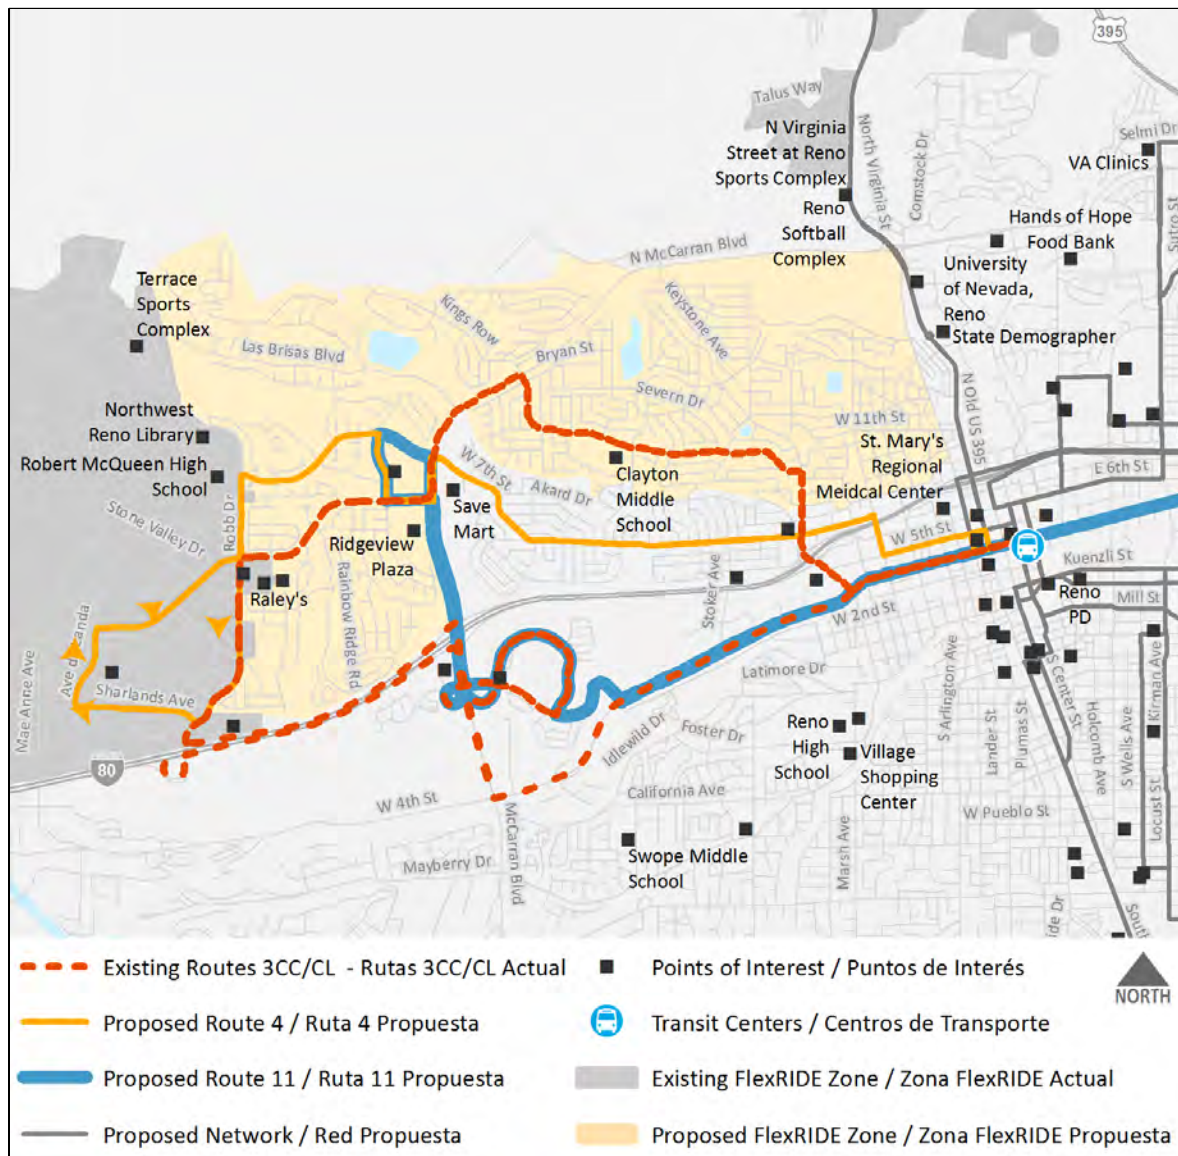 395
Talus Way
Selmi Dr
N Virginia
Street at Reno
Sports Complex
North Virginia St
Comstock Dr
VA Clinics
Sutro St
Reno
Softball
Complex
Hands of Hope
Food Bank
N McCarran Blvd
University
of Nevada,
Reno
Terrace
Sports
Complex
Kings Row
Keystone Ave
State Demographer
Las Brisas Blvd
Bryan St
Severn Dr
N Old US 395
Northwest
Reno Library
W 11th St
St. Mary's
Regional
Meidcal Center
Robert McQueen High
School
W 7th St
Clayton
Middle
School
E 6th St
Akard Dr
Save
Mart
Stone Valley Dr
Robb Dr
Ridgeview
Plaza
W 5th St
Kuenzli St
Rainbow Ridge Rd
Raley's
Stoker Ave
W 2nd St
Reno
PD
Mill St
Mae Anne Ave
Sharlands Ave
Latimore Dr
S Arlington Ave
S Center St
Kirman Ave
Idlewild Dr
Foster Dr
Reno
High
School
Village
Shopping
Center
Lander St
Plumas St
Holcomb Ave
S Wells Ave
Locust St
80
W 4th St
McCarran Blvd
California Ave
W Pueblo St
Mayberry Dr
Swope Middle
School
Marsh Ave
Existing Routes 3CC/CL - Rutas 3CC/CL Actual
Points of Interest / Puntos de Interés
NORTH
Proposed Route 4 / Ruta 4 Propuesta
Transit Centers / Centros de Transporte
Proposed Route 11 / Ruta 11 Propuesta
Existing FlexRIDE Zone / Zona FlexRIDE Actual
Proposed Network / Red Propuesta
Proposed FlexRIDE Zone / Zona FlexRIDE Propuesta